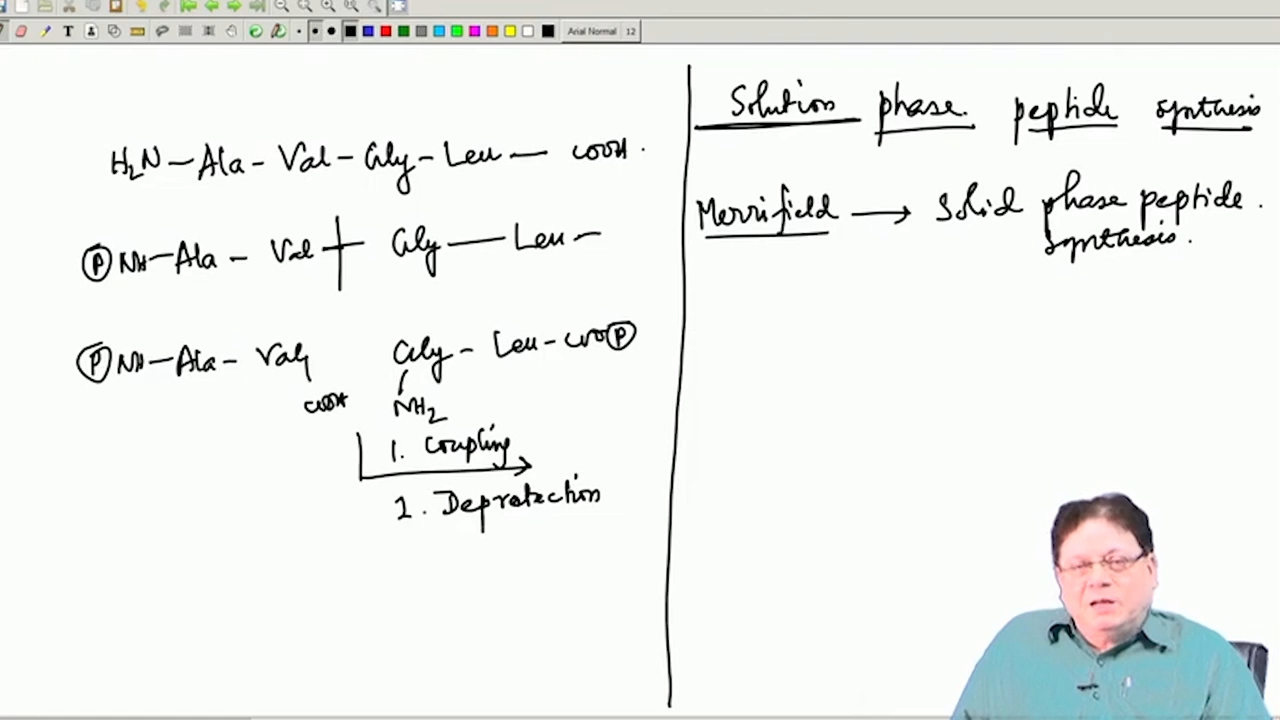 Arial Normal 12
H₂N-Ala-Val-Gly-Leu-COOH.
Ⓟ NH-Ala-Val Gly-Leu-
Ⓟ NH-Ala-Val Gly-Leu-COOⓅ
COOH NH₂
1. Coupling
2. Deprotection
Solution phase peptide synthesis
Merrifield → Solid phase peptide.
synthesis.